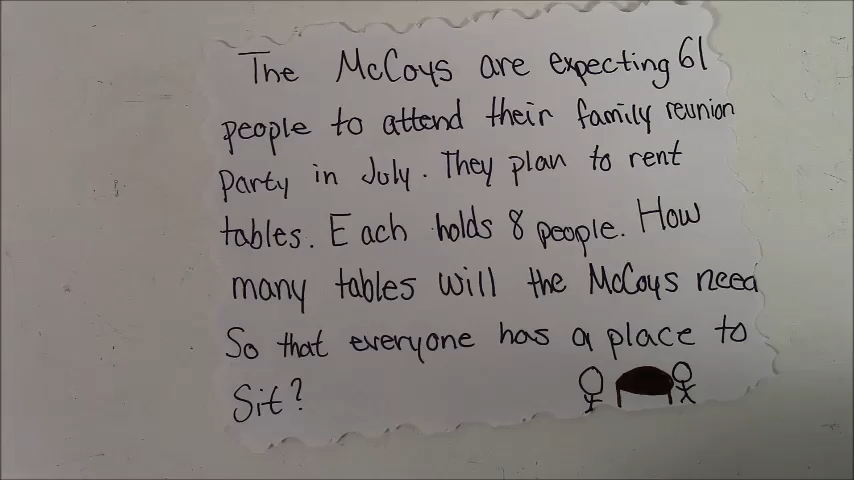 The McCoys are expecting 61
people to attend their family reunion
party in July. They plan to rent
tables. Each holds 8 people. How
many tables will the McCoys need
So that everyone has a place to
Sit?